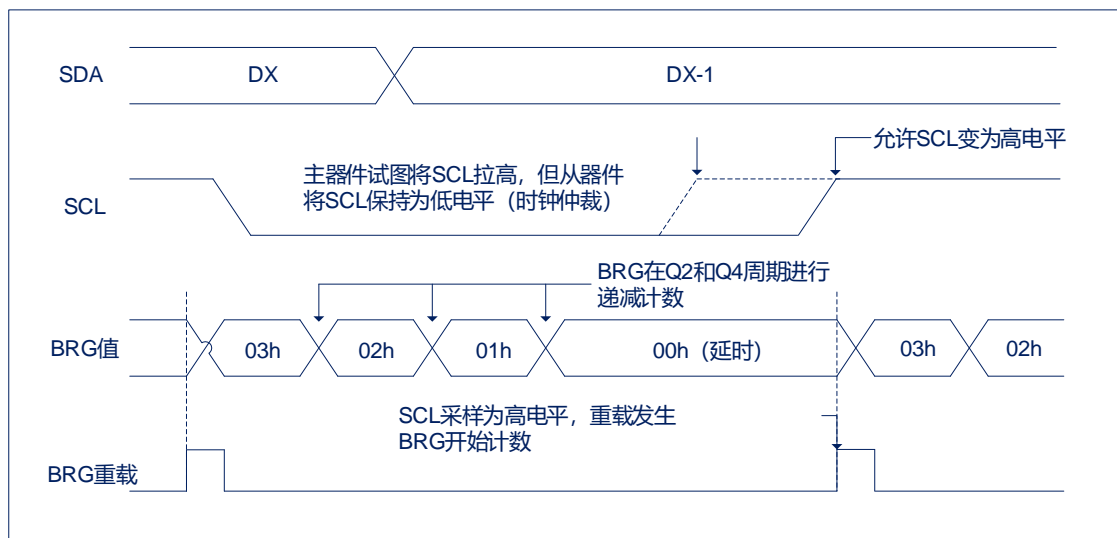 SDA
DX
DX-1
允许SCL变为高电平
主器件试图将SCL拉高，但从器件
将SCL保持为低电平（时钟仲裁）
SCL
BRG在Q2和Q4周期进行
递减计数
BRG值
03h
02h
01h
00h（延时）
03h
02h
SCL采样为高电平，重载发生
BRG开始计数
BRG重载